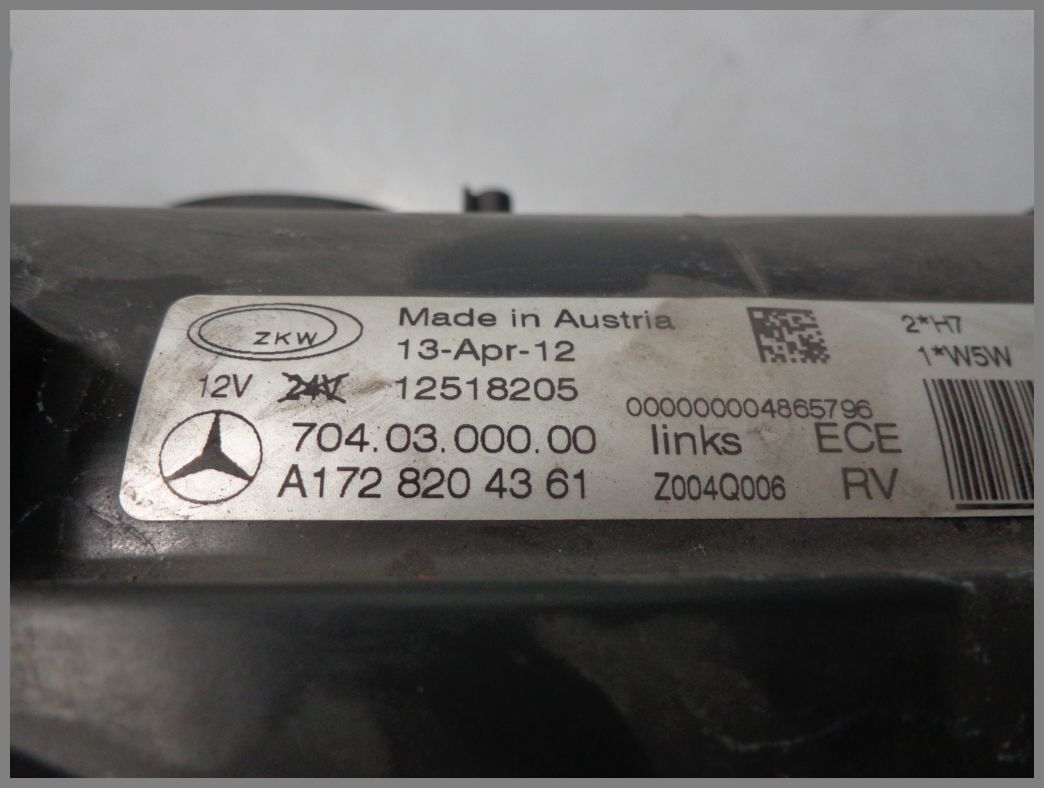 ZKW
Made in Austria
13-Apr-12
12V 24V 12518205
704.03.000.00
A172 820 43 61
000000004865796
links ECE
Z004Q006 RV
2*H7
1*W5W